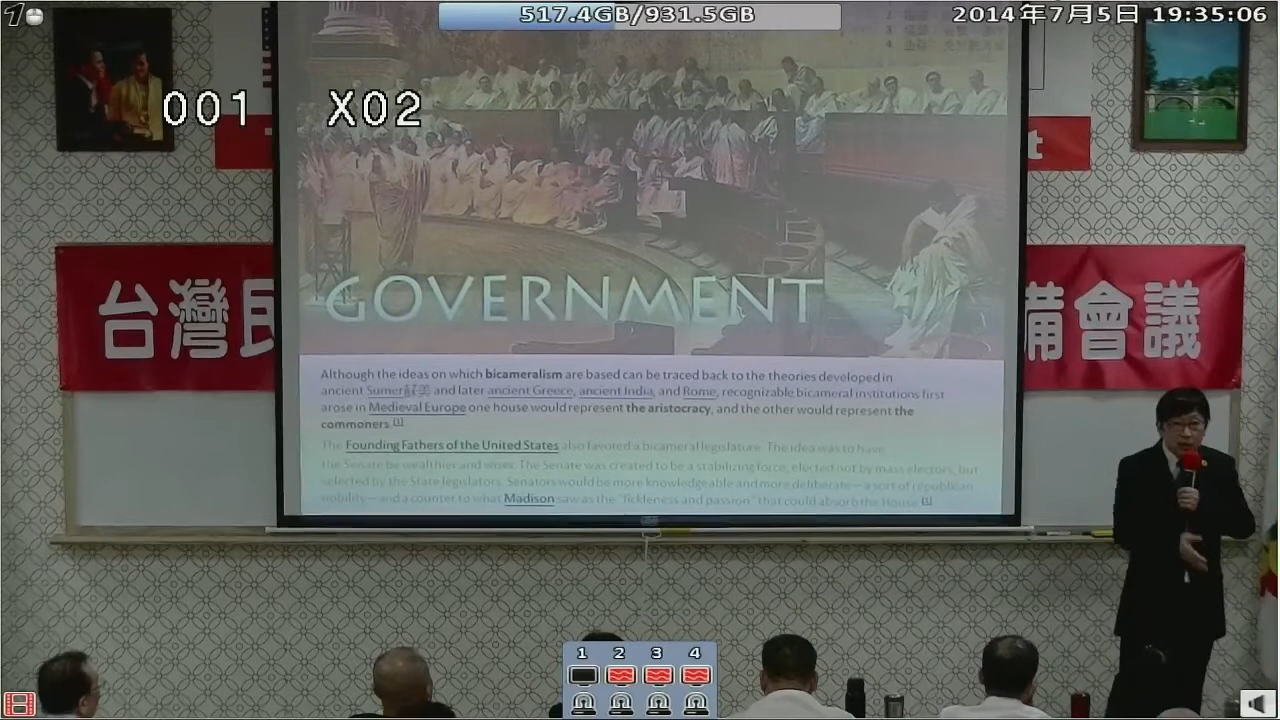 1
517.4GB/931.5GB
2014年7月5日 19:35:06
001 X02
t
台灣民
備會議
GOVERNMENT
Although the ideas on which bicameralism are based can be traced back to the theories developed in
ancient Sumer and later ancient Greece, ancient India, and Rome, recognizable bicameral institutions first
arose in Medieval Europe one house would represent the aristocracy, and the other would represent the
commoners.[1]
The Founding Fathers of the United States also favored a bicameral legislature. The idea was to have
the Senate be wealthier and wiser. The Senate was created to be a stabilizing force, elected not by mass electors, but
selected by the State legislators. Senators would be more knowledgeable and more deliberate—a sort of republican
nobility—and a counter to what Madison saw as the "fickleness and passion" that could absorb the House.[1]
1 2 3 4